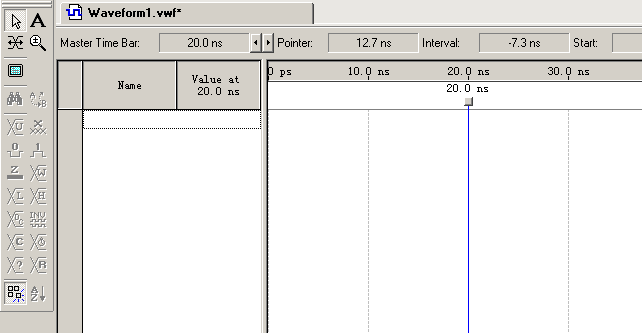 Waveform1.vwf*
Master Time Bar: 20.0 ns Pointer: 12.7 ns Interval: -7.3 ns Start:
Name Value at 20.0 ns
0 ps 10.0 ns 20.0 ns 30.0 ns
20.0 ns